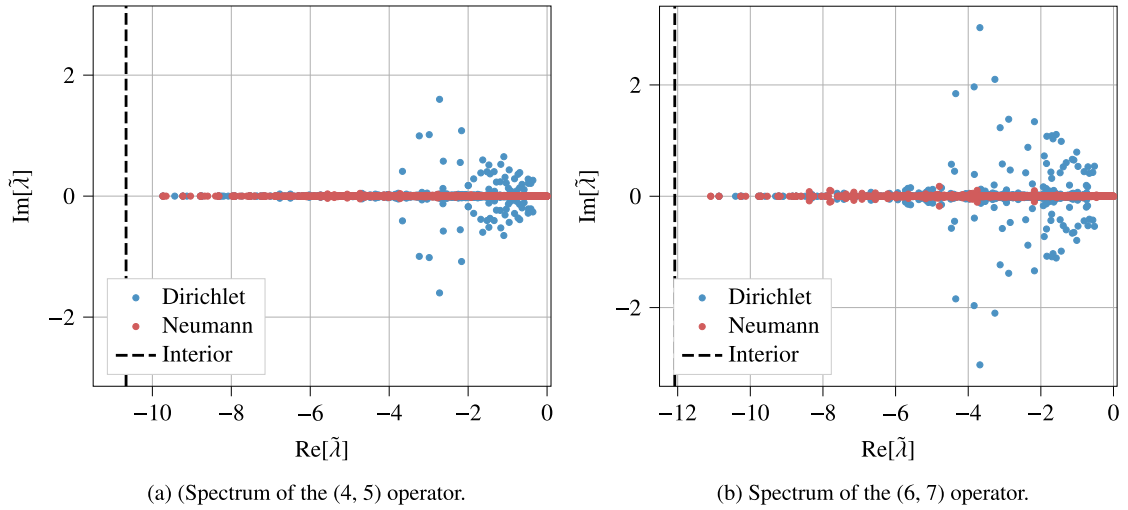 2
0
−2
Im[λ̃]
Dirichlet
Neumann
Interior
−10
−8
−6
−4
−2
0
Re[λ̃]
(a) (Spectrum of the (4, 5) operator.
2
0
−2
Im[λ̃]
Dirichlet
Neumann
Interior
−12
−10
−8
−6
−4
−2
0
Re[λ̃]
(b) Spectrum of the (6, 7) operator.